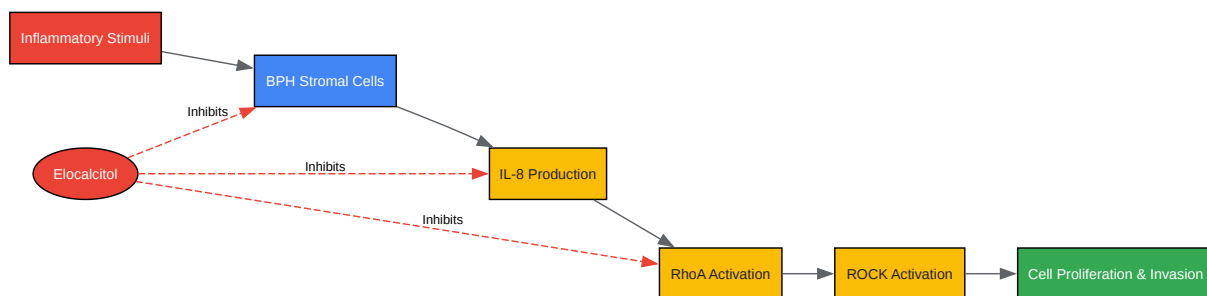 Inflammatory Stimuli
BPH Stromal Cells
Inhibits
Elocalcitol
Inhibits
IL-8 Production
Inhibits
RhoA Activation
ROCK Activation
Cell Proliferation & Invasion